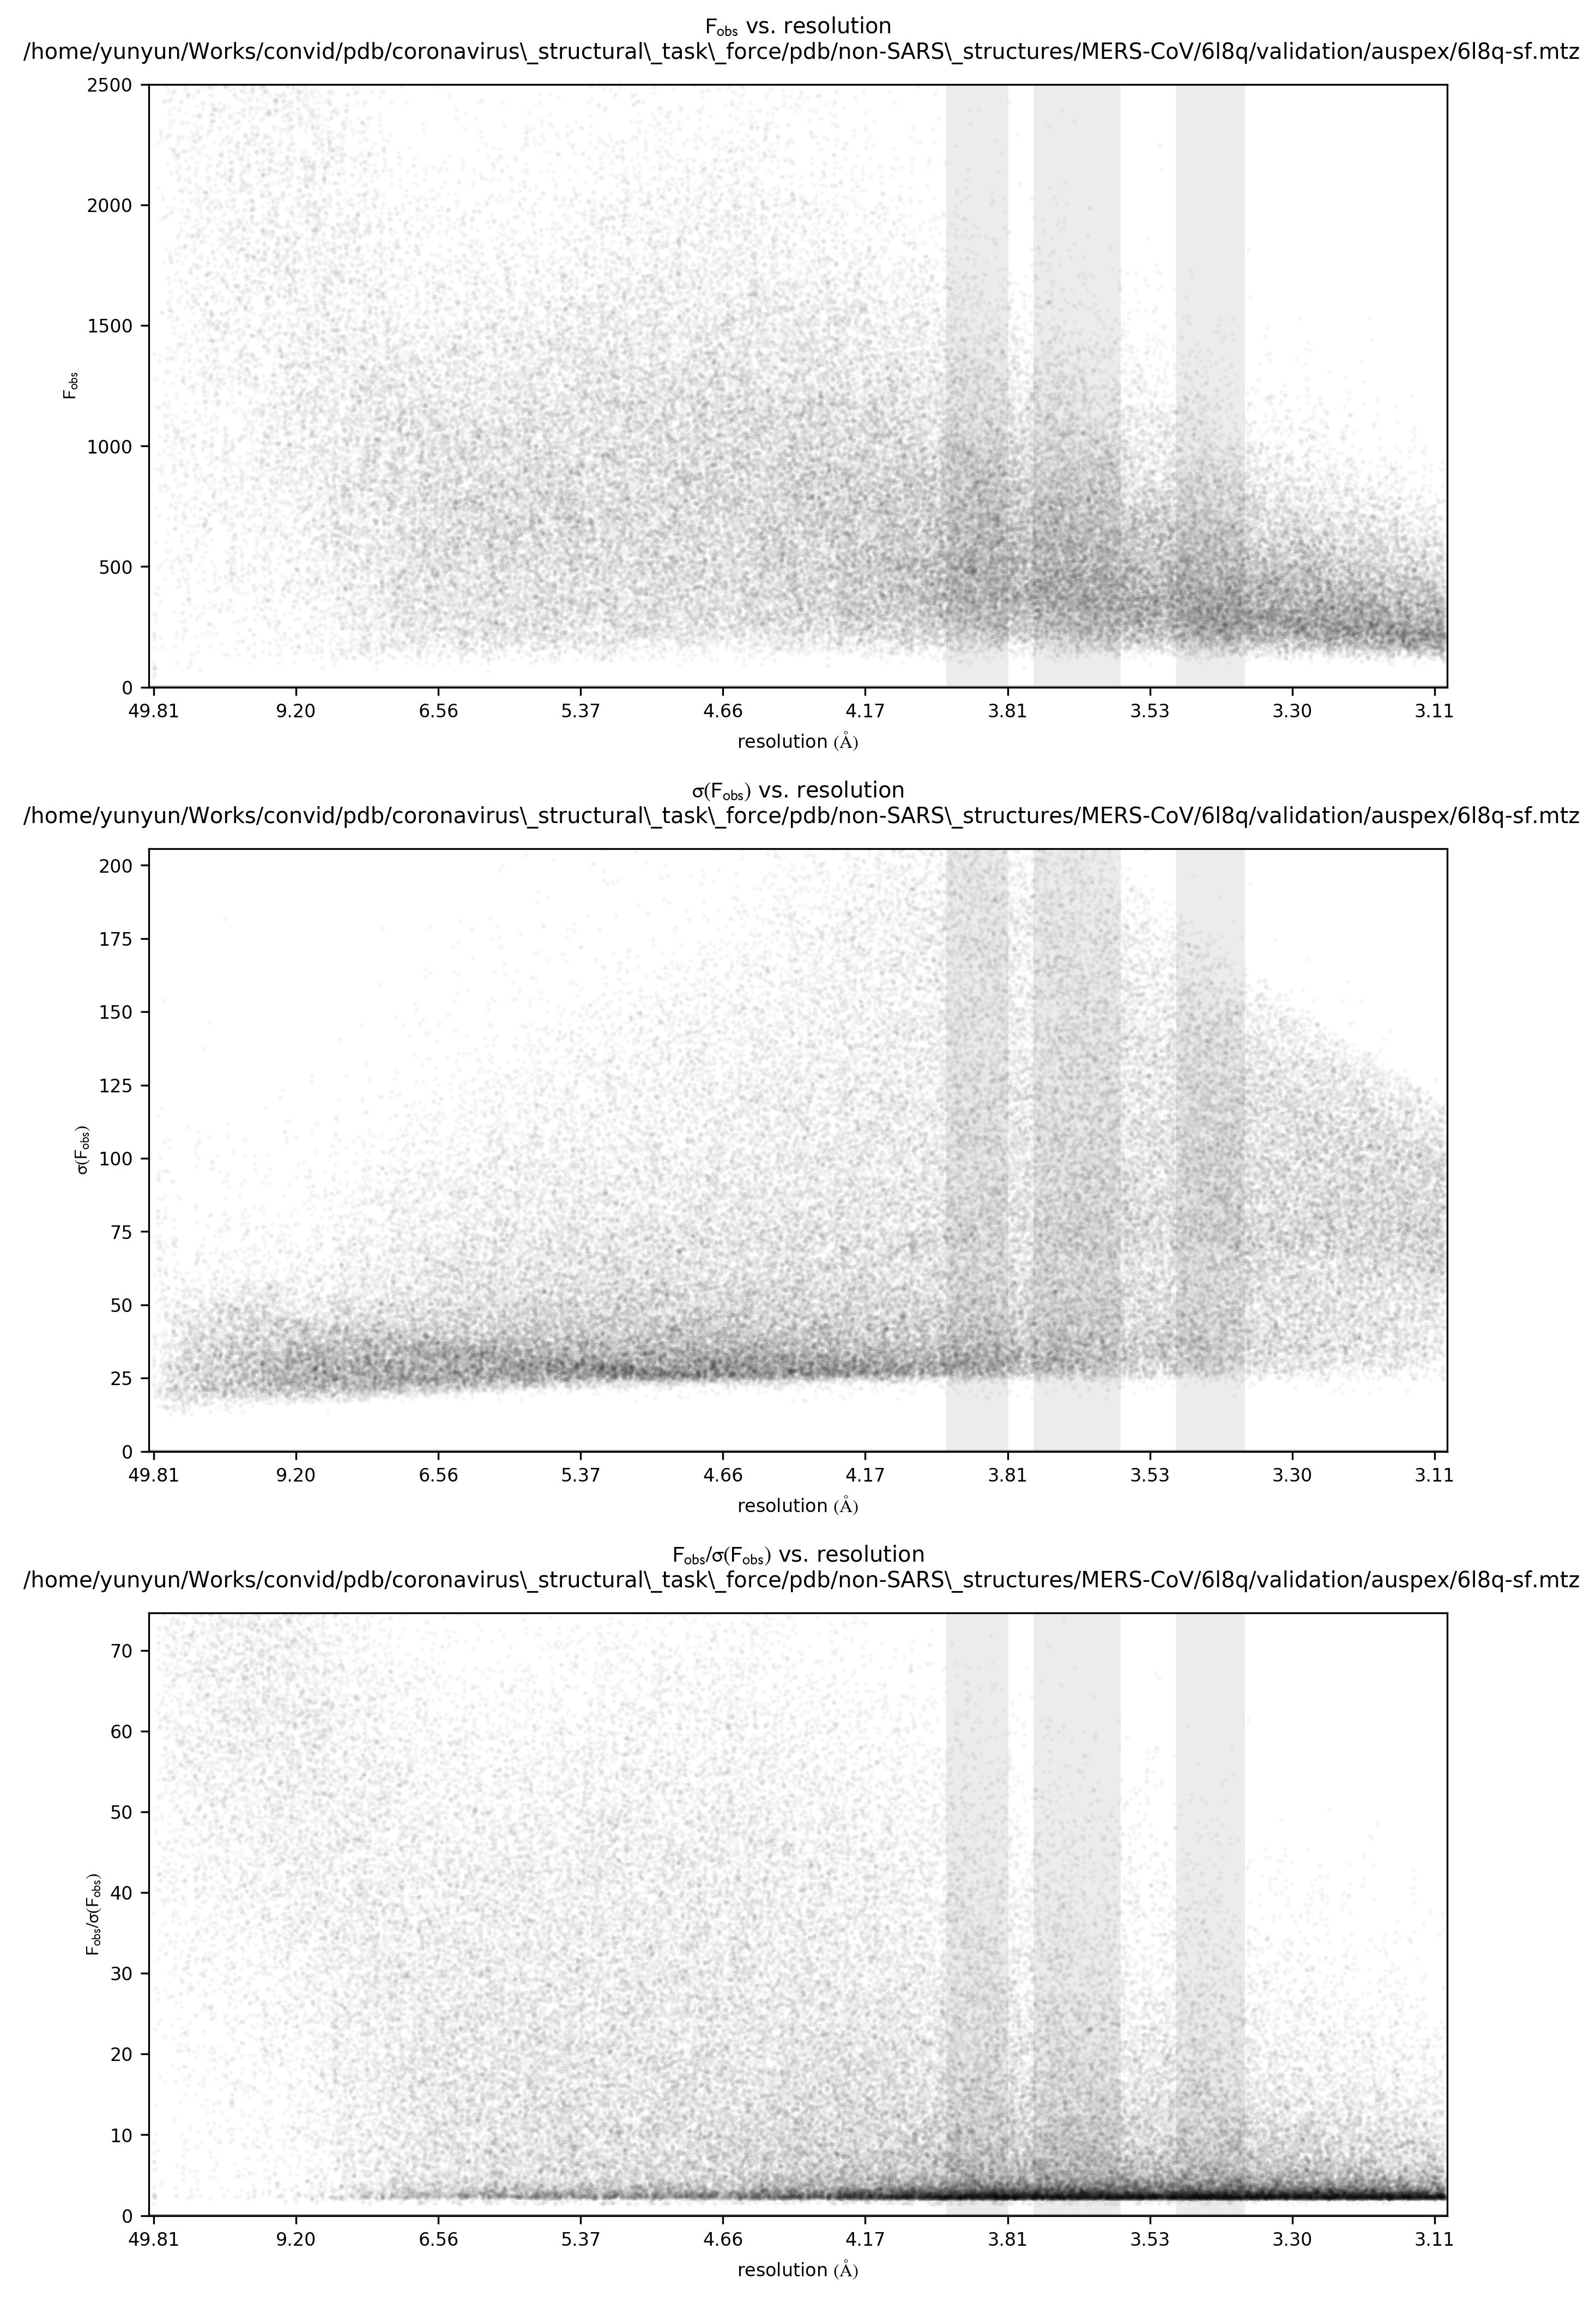 Fobs vs. resolution
/home/yunyun/Works/convid/pdb/coronavirus\_structural\_task\_force/pdb/non-SARS\_structures/MERS-CoV/6l8q/validation/auspex/6l8q-sf.mtz
2500
2000
1500
1000
500
0
Fobs
49.81 9.20 6.56 5.37 4.66 4.17 3.81 3.53 3.30 3.11
resolution (Å)
σ(Fobs) vs. resolution
/home/yunyun/Works/convid/pdb/coronavirus\_structural\_task\_force/pdb/non-SARS\_structures/MERS-CoV/6l8q/validation/auspex/6l8q-sf.mtz
200
175
150
125
100
75
50
25
0
σ(Fobs)
49.81 9.20 6.56 5.37 4.66 4.17 3.81 3.53 3.30 3.11
resolution (Å)
Fobs/σ(Fobs) vs. resolution
/home/yunyun/Works/convid/pdb/coronavirus\_structural\_task\_force/pdb/non-SARS\_structures/MERS-CoV/6l8q/validation/auspex/6l8q-sf.mtz
70
60
50
40
30
20
10
0
Fobs/σ(Fobs)
49.81 9.20 6.56 5.37 4.66 4.17 3.81 3.53 3.30 3.11
resolution (Å)